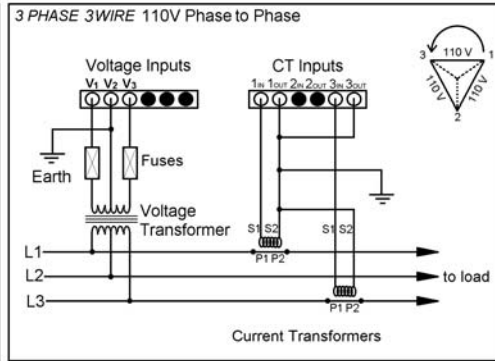 3 PHASE 3WIRE 110V Phase to Phase
Voltage Inputs
V1 V2 V3
CT Inputs
1IN 1OUT 2IN 2OUT 3IN 3OUT
3 110 V 1
110 V 110 V
2
Earth
Fuses
Voltage
Transformer
S1 S2
S1 S2
L1
P1 P2
L2
to load
L3
P1 P2
Current Transformers